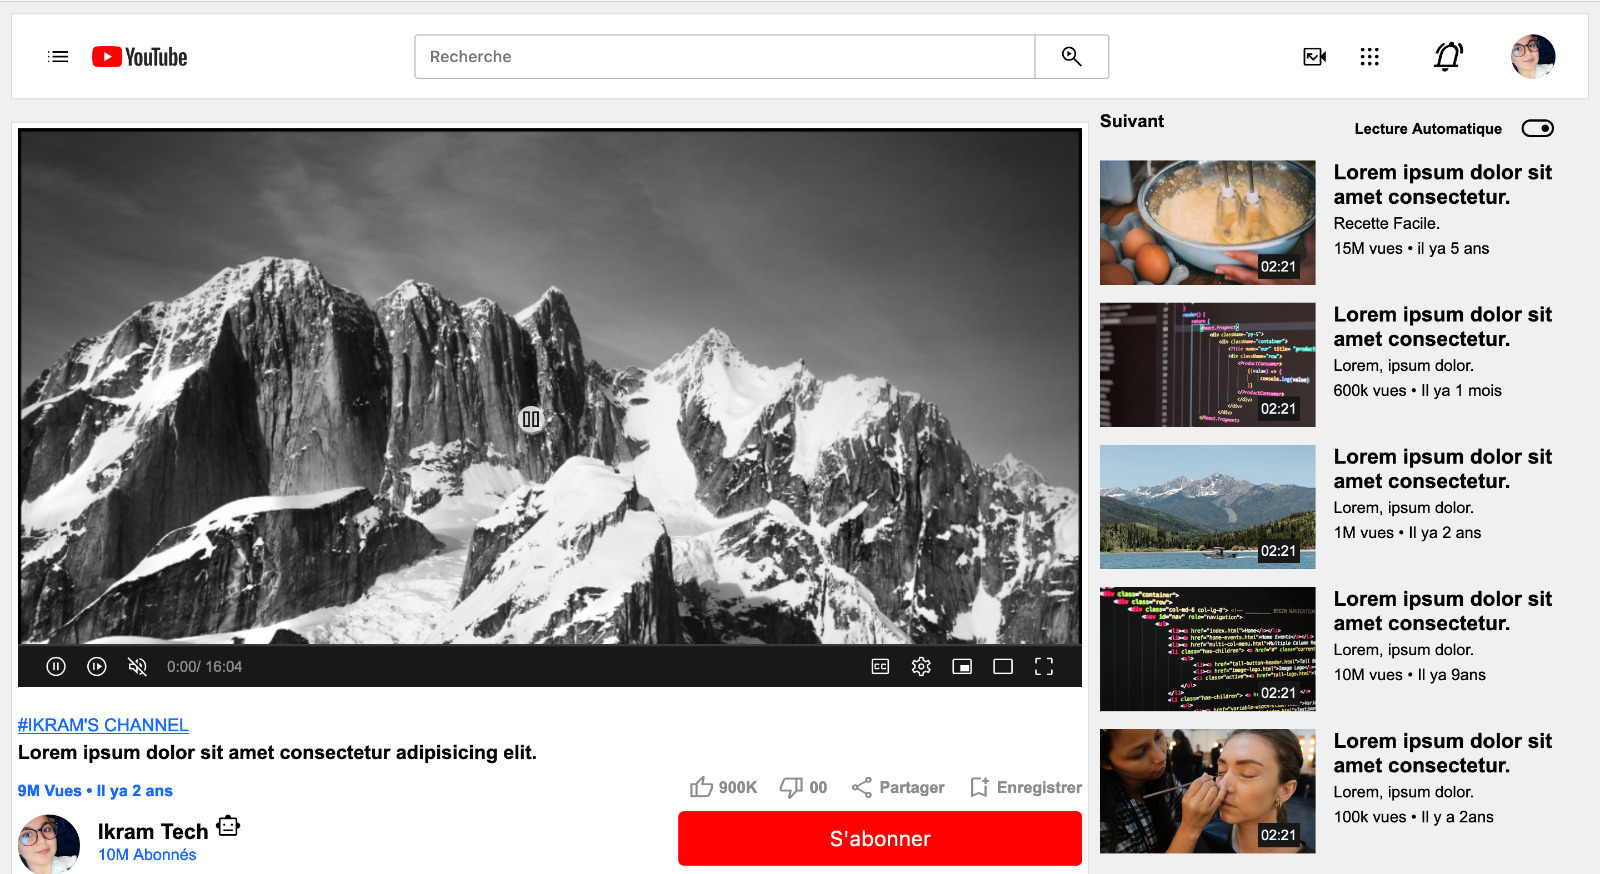 YouTube
Recherche
Suivant
Lecture Automatique
02:21
Lorem ipsum dolor sit
amet consectetur.
Recette Facile.
15M vues • il ya 5 ans
02:21
Lorem ipsum dolor sit
amet consectetur.
Lorem, ipsum dolor.
600k vues • Il ya 1 mois
02:21
Lorem ipsum dolor sit
amet consectetur.
Lorem, ipsum dolor.
1M vues • Il ya 2 ans
02:21
Lorem ipsum dolor sit
amet consectetur.
Lorem, ipsum dolor.
10M vues • Il ya 9ans
02:21
Lorem ipsum dolor sit
amet consectetur.
Lorem, ipsum dolor.
100k vues • Il y a 2ans
0:00/ 16:04
CC
#IKRAM'S CHANNEL
Lorem ipsum dolor sit amet consectetur adipisicing elit.
9M Vues • Il ya 2 ans
900K
00
Partager
Enregistrer
Ikram Tech
10M Abonnés
S'abonner